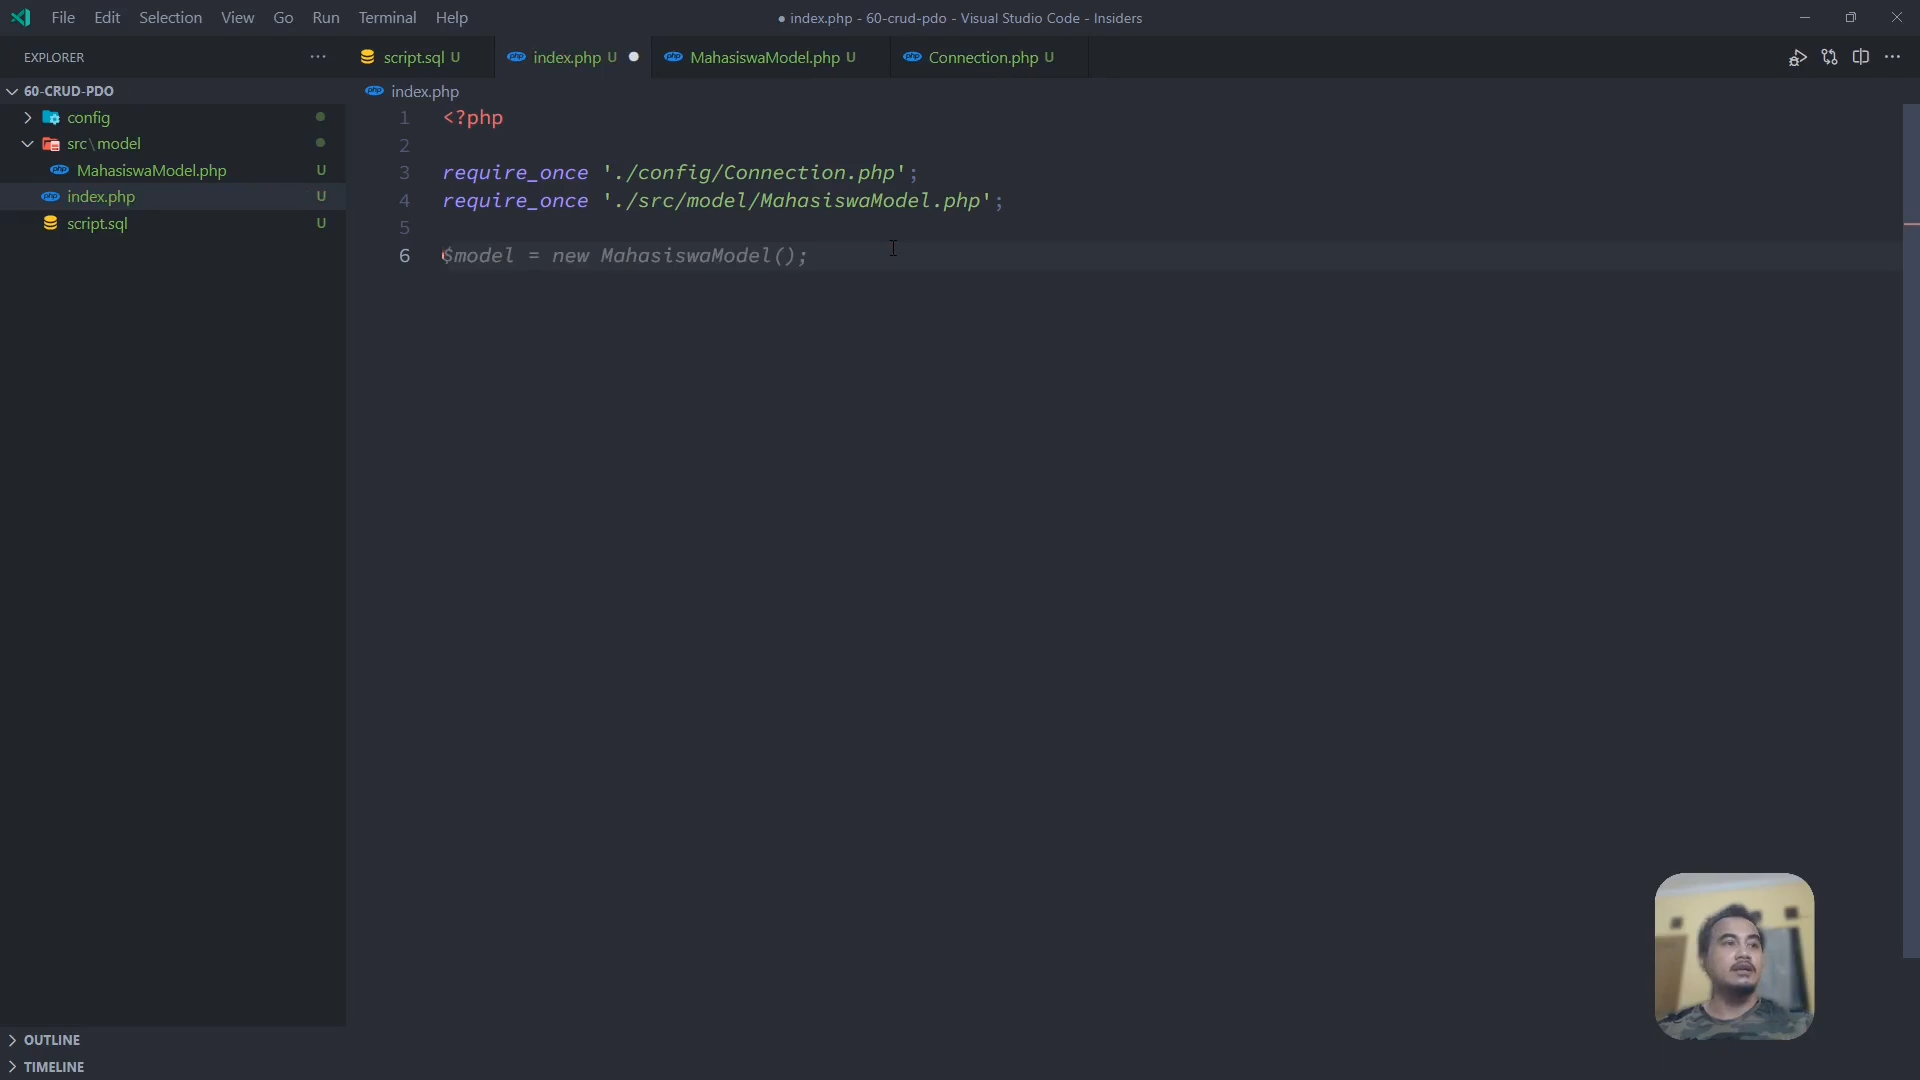 File Edit Selection View Go Run Terminal Help
● index.php - 60-crud-pdo - Visual Studio Code - Insiders
EXPLORER
script.sql U
index.php U
MahasiswaModel.php U
Connection.php U
60-CRUD-PDO
index.php
config
src\model
MahasiswaModel.php U
index.php U
script.sql U
1 <?php
2
3 require_once './config/Connection.php';
4 require_once './src/model/MahasiswaModel.php';
5
6 $model = new MahasiswaModel();
OUTLINE
TIMELINE